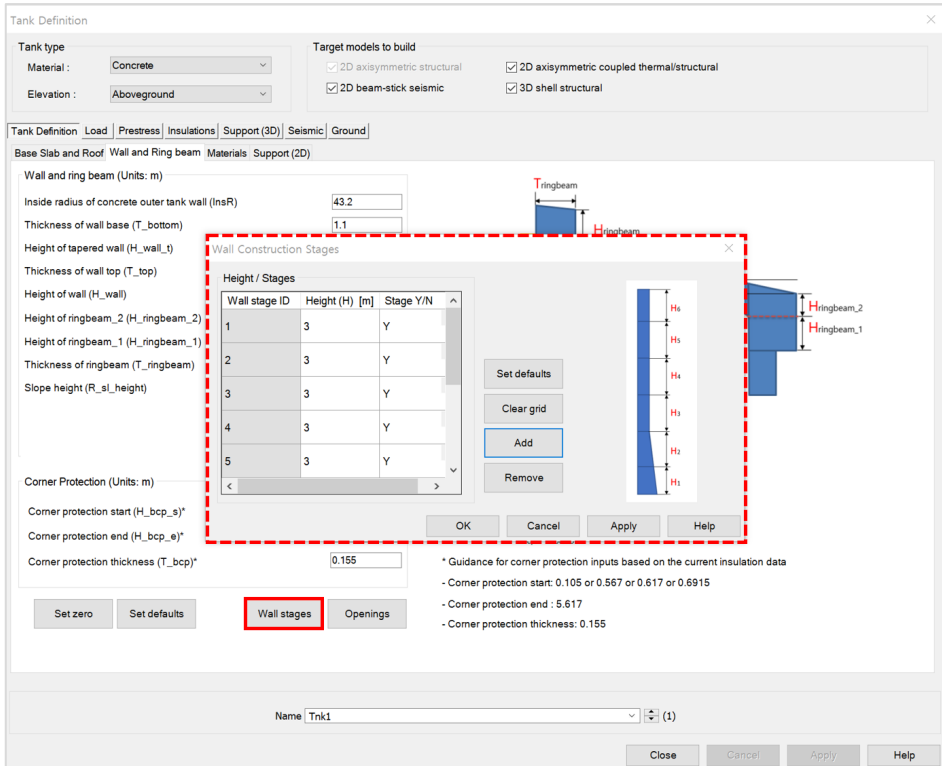 Tank Definition
Tank type
Material : Concrete
Elevation : Aboveground
Target models to build
2D axisymmetric structural 2D axisymmetric coupled thermal/structural
2D beam-stick seismic 3D shell structural
Tank Definition Load Prestress Insulations Support (3D) Seismic Ground
Base Slab and Roof Wall and Ring beam Materials Support (2D)
Wall and ring beam (Units: m)
Inside radius of concrete outer tank wall (InsR) 43.2
Thickness of wall base (T_bottom) 1.1
Height of tapered wall (H_wall_t)
Thickness of wall top (T_top)
Height of wall (H_wall)
Height of ringbeam_2 (H_ringbeam_2)
Height of ringbeam_1 (H_ringbeam_1)
Thickness of ringbeam (T_ringbeam)
Slope height (R_sl_height)
Tringbeam
Hringbeam
Hringbeam_2
Hringbeam_1
Wall Construction Stages
Height / Stages
Wall stage ID Height (H) [m] Stage Y/N
1 3 Y
2 3 Y
3 3 Y
4 3 Y
5 3 Y
Set defaults
Clear grid
Add
Remove
H6
H5
H4
H3
H2
H1
OK Cancel Apply Help
Corner Protection (Units: m)
Corner protection start (H_bcp_s)*
Corner protection end (H_bcp_e)*
Corner protection thickness (T_bcp)* 0.155
* Guidance for corner protection inputs based on the current insulation data
- Corner protection start: 0.105 or 0.567 or 0.617 or 0.6915
- Corner protection end : 5.617
- Corner protection thickness: 0.155
Set zero Set defaults Wall stages Openings
Name Tnk1 (1)
Close Cancel Apply Help